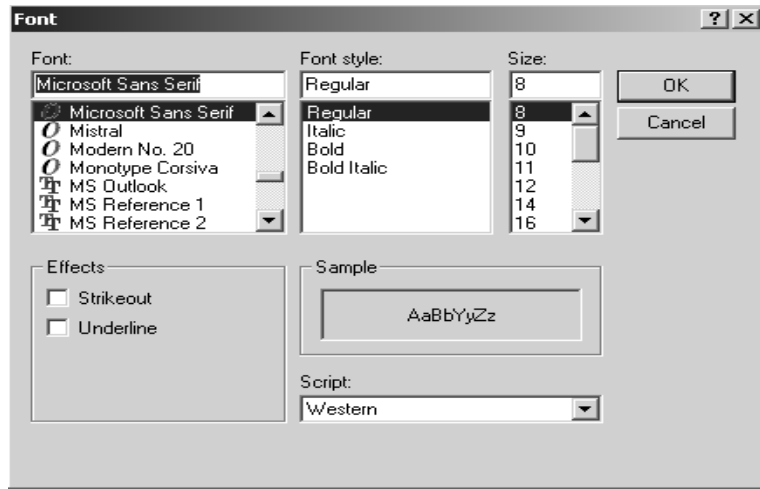 Font
Font:
Microsoft Sans Serif
Microsoft Sans Serif
Mistral
Modern No. 20
Monotype Corsiva
MS Outlook
MS Reference 1
MS Reference 2
Font style:
Regular
Regular
Italic
Bold
Bold Italic
Size:
8
8
9
10
11
12
14
16
OK
Cancel
Effects
Strikeout
Underline
Sample
AaBbYyZz
Script:
Western